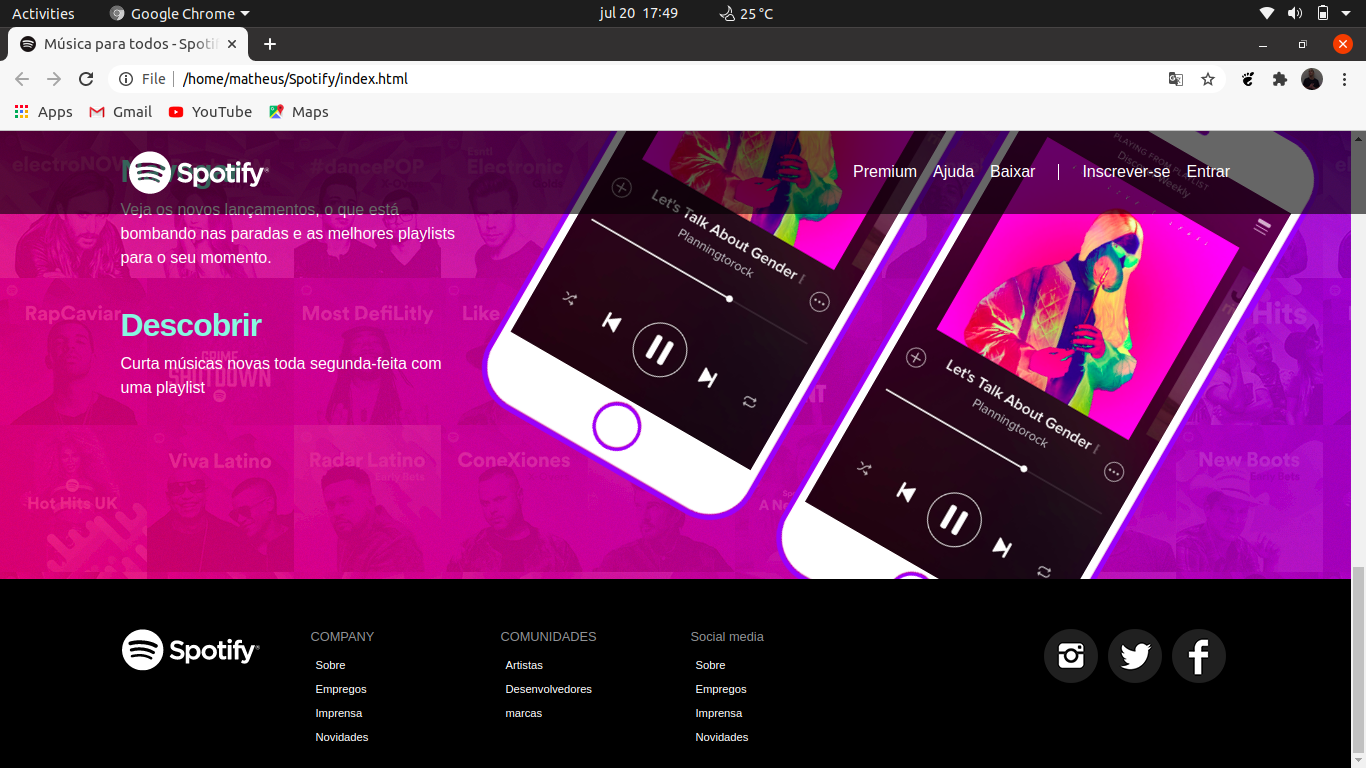 Activities
Google Chrome
jul 20 17:49
25 °C
Música para todos - Spoti
File
/home/matheus/Spotify/index.html
Apps
Gmail
YouTube
Maps
electroNOW
#dancePOP
Electronic
Spotify
Premium
Ajuda
Baixar
Inscrever-se
Entrar
PLAYING FROM PLAYLIST
Veja os novos lançamentos, o que está
bombando nas paradas e as melhores playlists
para o seu momento.
Let's Talk About Gender
Planningtorock
RapCaviar
Most DefiLitly
Like
Hits
Descobrir
Curta músicas novas toda segunda-feita com
uma playlist
GRIME
SHUTDOWN
Let's Talk About Gender
Planningtorock
Viva Latino
Radar Latino
ConeXiones
New Boots
Hot Hits UK
Spotify
COMPANY
Sobre
Empregos
Imprensa
Novidades
COMUNIDADES
Artistas
Desenvolvedores
marcas
Social media
Sobre
Empregos
Imprensa
Novidades